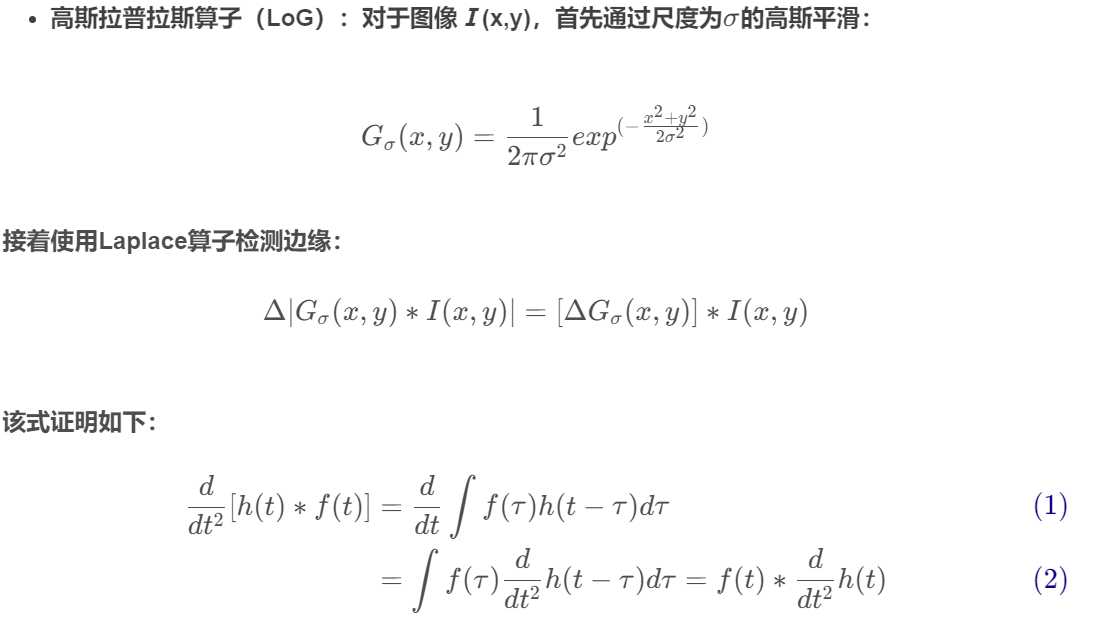 • 高斯拉普拉斯算子（LoG）：对于图像 I (x,y)，首先通过尺度为σ的高斯平滑：
$G_\sigma(x,y)=\frac{1}{2\pi\sigma^2}exp^{(-\frac{x^2+y^2}{2\sigma^2})}$
接着使用Laplace算子检测边缘：
$\Delta|G_\sigma(x,y)*I(x,y)|=[\Delta G_\sigma(x,y)]*I(x,y)$
该式证明如下：
$\frac{d}{dt^2}[h(t)*f(t)]=\frac{d}{dt}\int f(\tau)h(t-\tau)d\tau$ (1)
$=\int f(\tau)\frac{d}{dt^2}h(t-\tau)d\tau=f(t)*\frac{d}{dt^2}h(t)$ (2)